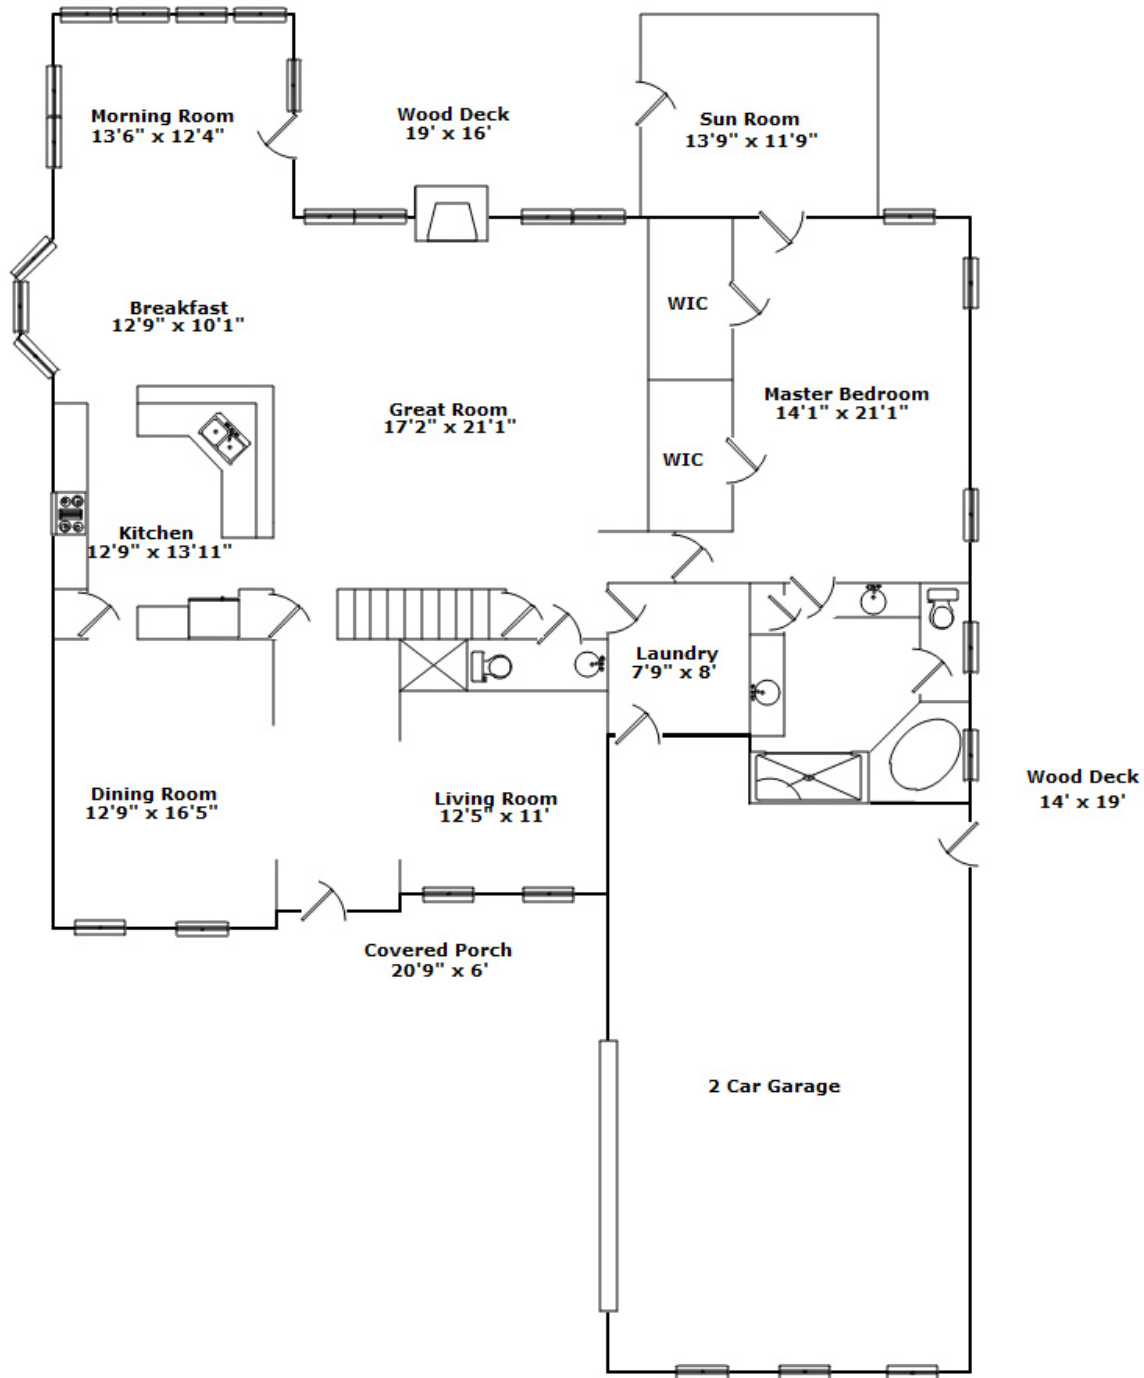 Morning Room
13'6" x 12'4"
Wood Deck
19' x 16'
Sun Room
13'9" x 11'9"
Breakfast
12'9" x 10'1"
WIC
Great Room
17'2" x 21'1"
Master Bedroom
14'1" x 21'1"
WIC
Kitchen
12'9" x 13'11"
Laundry
7'9" x 8'
Dining Room
12'9" x 16'5"
Living Room
12'5" x 11'
Wood Deck
14' x 19'
Covered Porch
20'9" x 6'
2 Car Garage